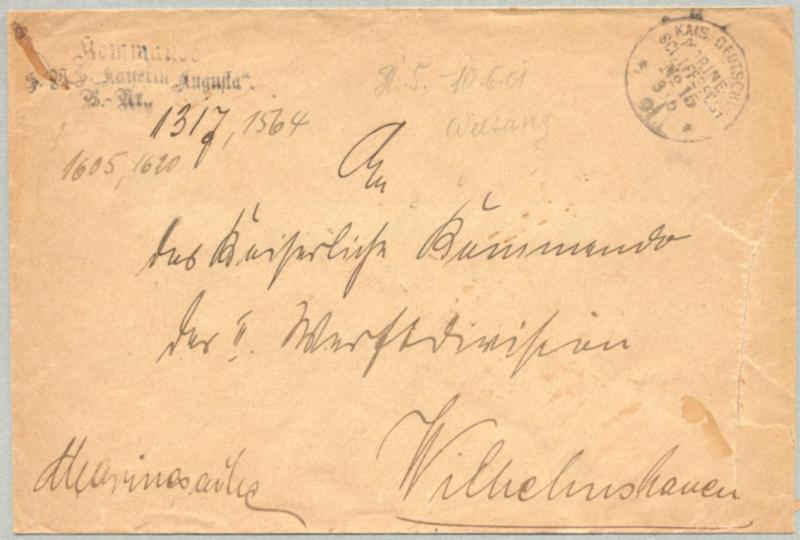 Kommando
S. M. S. „Kaiserin Augusta“.
B.-Nr.
1317, 1564
1605, 1620
10.6.01
KAIS. DEUTSCHE
MARINE
SCHIFFSPOST
No 15
An
das Kaiserliche Kommando
der II. Werftdivision
Wilhelmshaven
Marinesache